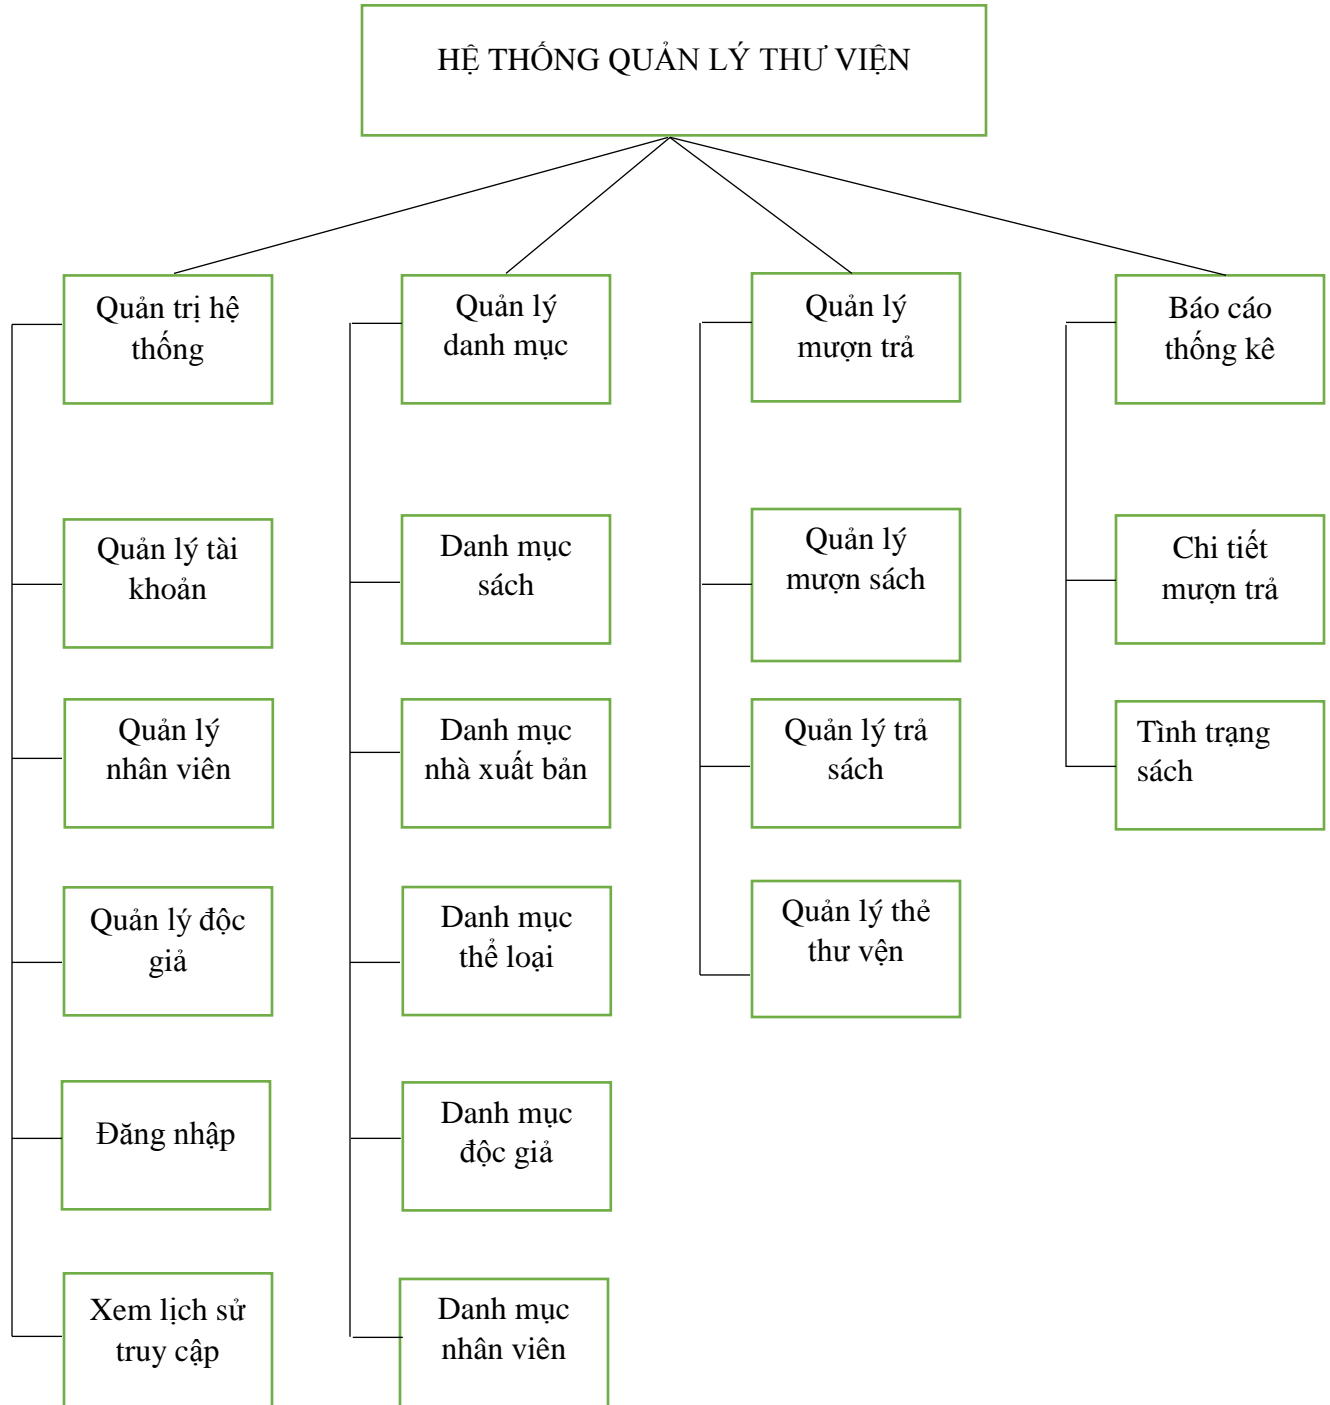 HỆ THỐNG QUẢN LÝ THƯ VIỆN
Quản trị hệ
thống
Quản lý
danh mục
Quản lý
mượn trả
Báo cáo
thống kê
Quản lý tài
khoản
Danh mục
sách
Quản lý
mượn sách
Chi tiết
mượn trả
Quản lý
nhân viên
Danh mục
nhà xuất bản
Quản lý trả
sách
Tình trạng
sách
Quản lý độc
giả
Danh mục
thể loại
Quản lý thẻ
thư vện
Đăng nhập
Danh mục
độc giả
Xem lịch sử
truy cập
Danh mục
nhân viên